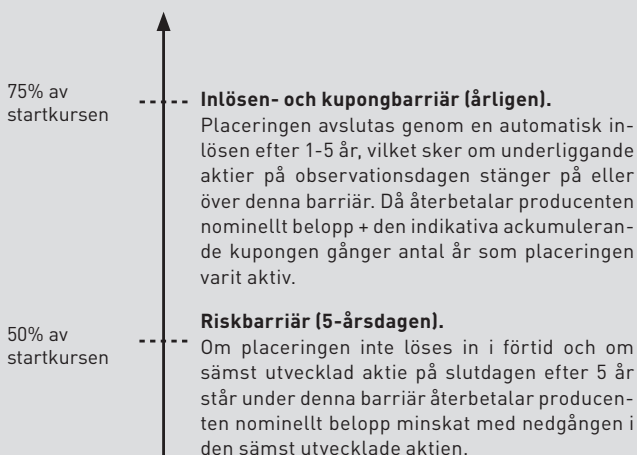 75% av
startkursen
Inlösen- och kupongbarriär (årligen).
Placeringen avslutas genom en automatisk in-
lösen efter 1-5 år, vilket sker om underliggande
aktier på observationsdagen stänger på eller
över denna barriär. Då återbetalar producenten
nominellt belopp + den indikativa ackumuleran-
de kupongen gånger antal år som placeringen
varit aktiv.
50% av
startkursen
Riskbarriär (5-årsdagen).
Om placeringen inte löses in i förtid och om
sämst utvecklad aktie på slutdagen efter 5 år
står under denna barriär återbetalar producen-
ten nominellt belopp minskat med nedgången i
den sämst utvecklade aktien.